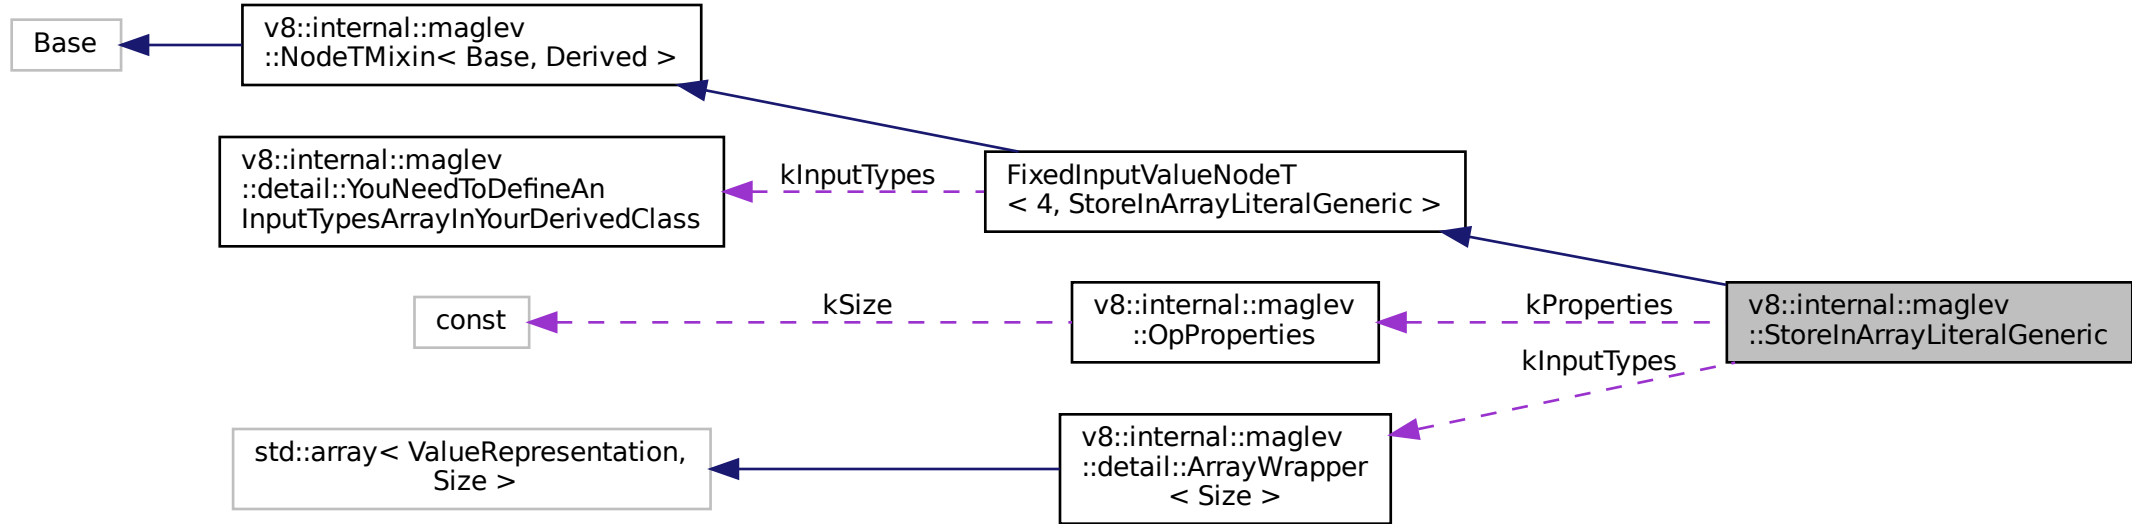 Base
v8::internal::maglev
::NodeTMixin< Base, Derived >
v8::internal::maglev
::detail::YouNeedToDefineAn
InputTypesArrayInYourDerivedClass
kInputTypes
FixedInputValueNodeT
< 4, StoreInArrayLiteralGeneric >
const
kSize
v8::internal::maglev
::OpProperties
kProperties
v8::internal::maglev
::StoreInArrayLiteralGeneric
kInputTypes
std::array< ValueRepresentation,
Size >
v8::internal::maglev
::detail::ArrayWrapper
< Size >